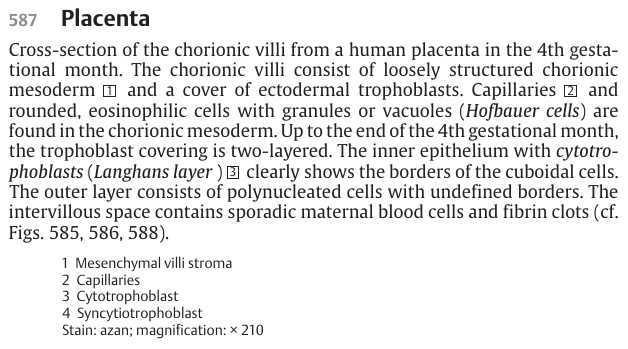 587 Placenta
Cross-section of the chorionic villi from a human placenta in the 4th gesta-
tional month. The chorionic villi consist of loosely structured chorionic
mesoderm 1 and a cover of ectodermal trophoblasts. Capillaries 2 and
rounded, eosinophilic cells with granules or vacuoles (Hofbauer cells) are
found in the chorionic mesoderm. Up to the end of the 4th gestational month,
the trophoblast covering is two-layered. The inner epithelium with cytotro-
phoblasts (Langhans layer ) 3 clearly shows the borders of the cuboidal cells.
The outer layer consists of polynucleated cells with undefined borders. The
intervillous space contains sporadic maternal blood cells and fibrin clots (cf.
Figs. 585, 586, 588).
1 Mesenchymal villi stroma
2 Capillaries
3 Cytotrophoblast
4 Syncytiotrophoblast
Stain: azan; magnification: × 210